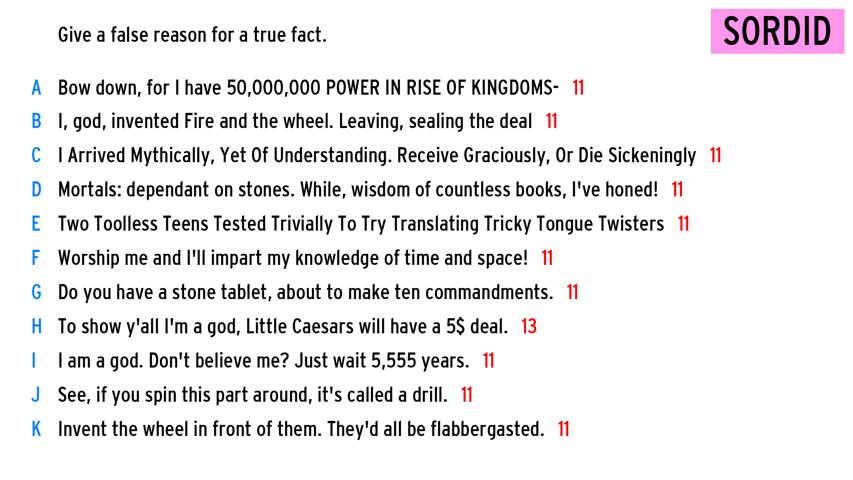 Give a false reason for a true fact.
SORDID
A Bow down, for I have 50,000,000 POWER IN RISE OF KINGDOMS- 11
B I, god, invented Fire and the wheel. Leaving, sealing the deal 11
C I Arrived Mythically, Yet Of Understanding. Receive Graciously, Or Die Sickeningly 11
D Mortals: dependant on stones. While, wisdom of countless books, I've honed! 11
E Two Toolless Teens Tested Trivially To Try Translating Tricky Tongue Twisters 11
F Worship me and I'll impart my knowledge of time and space! 11
G Do you have a stone tablet, about to make ten commandments. 11
H To show y'all I'm a god, Little Caesars will have a 5$ deal. 13
I I am a god. Don't believe me? Just wait 5,555 years. 11
J See, if you spin this part around, it's called a drill. 11
K Invent the wheel in front of them. They'd all be flabbergasted. 11